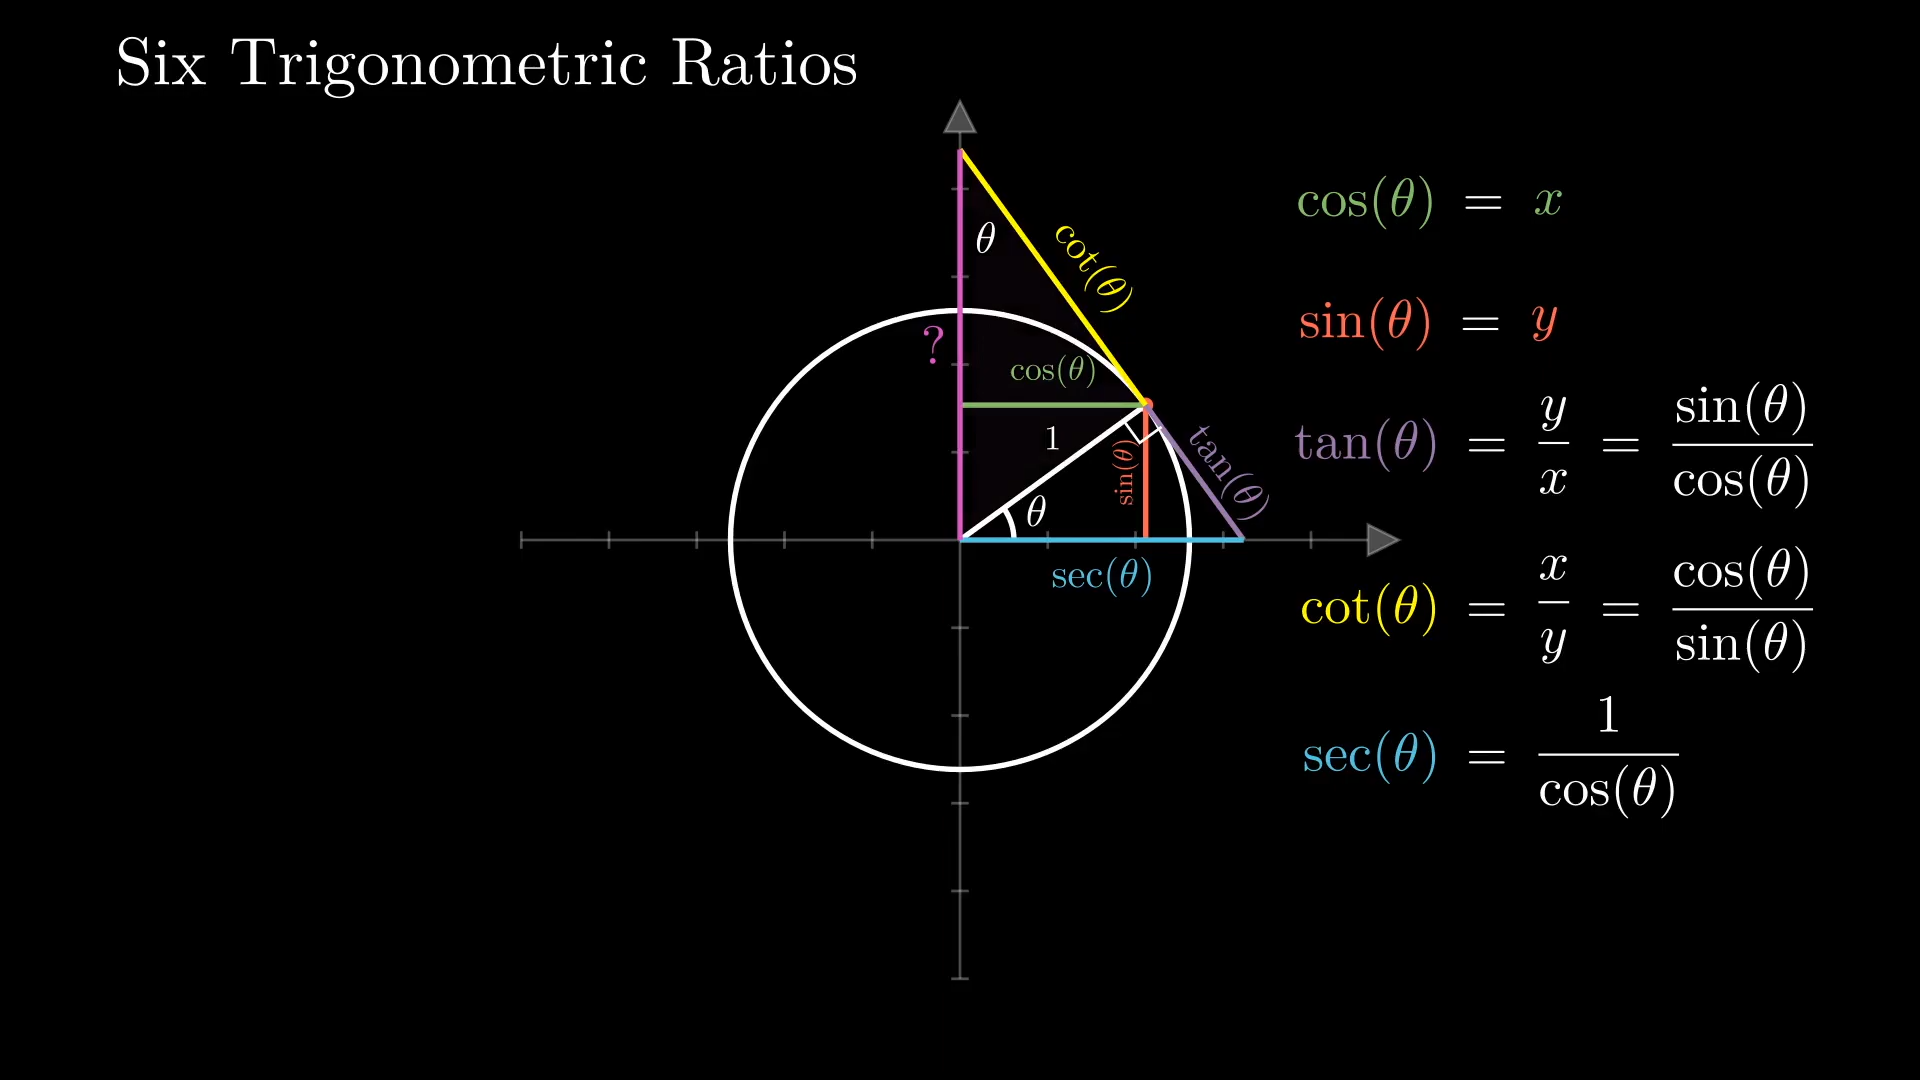 Six Trigonometric Ratios
θ
cot(θ)
?
cos(θ)
1
sin(θ)
tan(θ)
θ
sec(θ)
cos(θ) = x
sin(θ) = y
tan(θ) = y/x = sin(θ)/cos(θ)
cot(θ) = x/y = cos(θ)/sin(θ)
sec(θ) = 1/cos(θ)